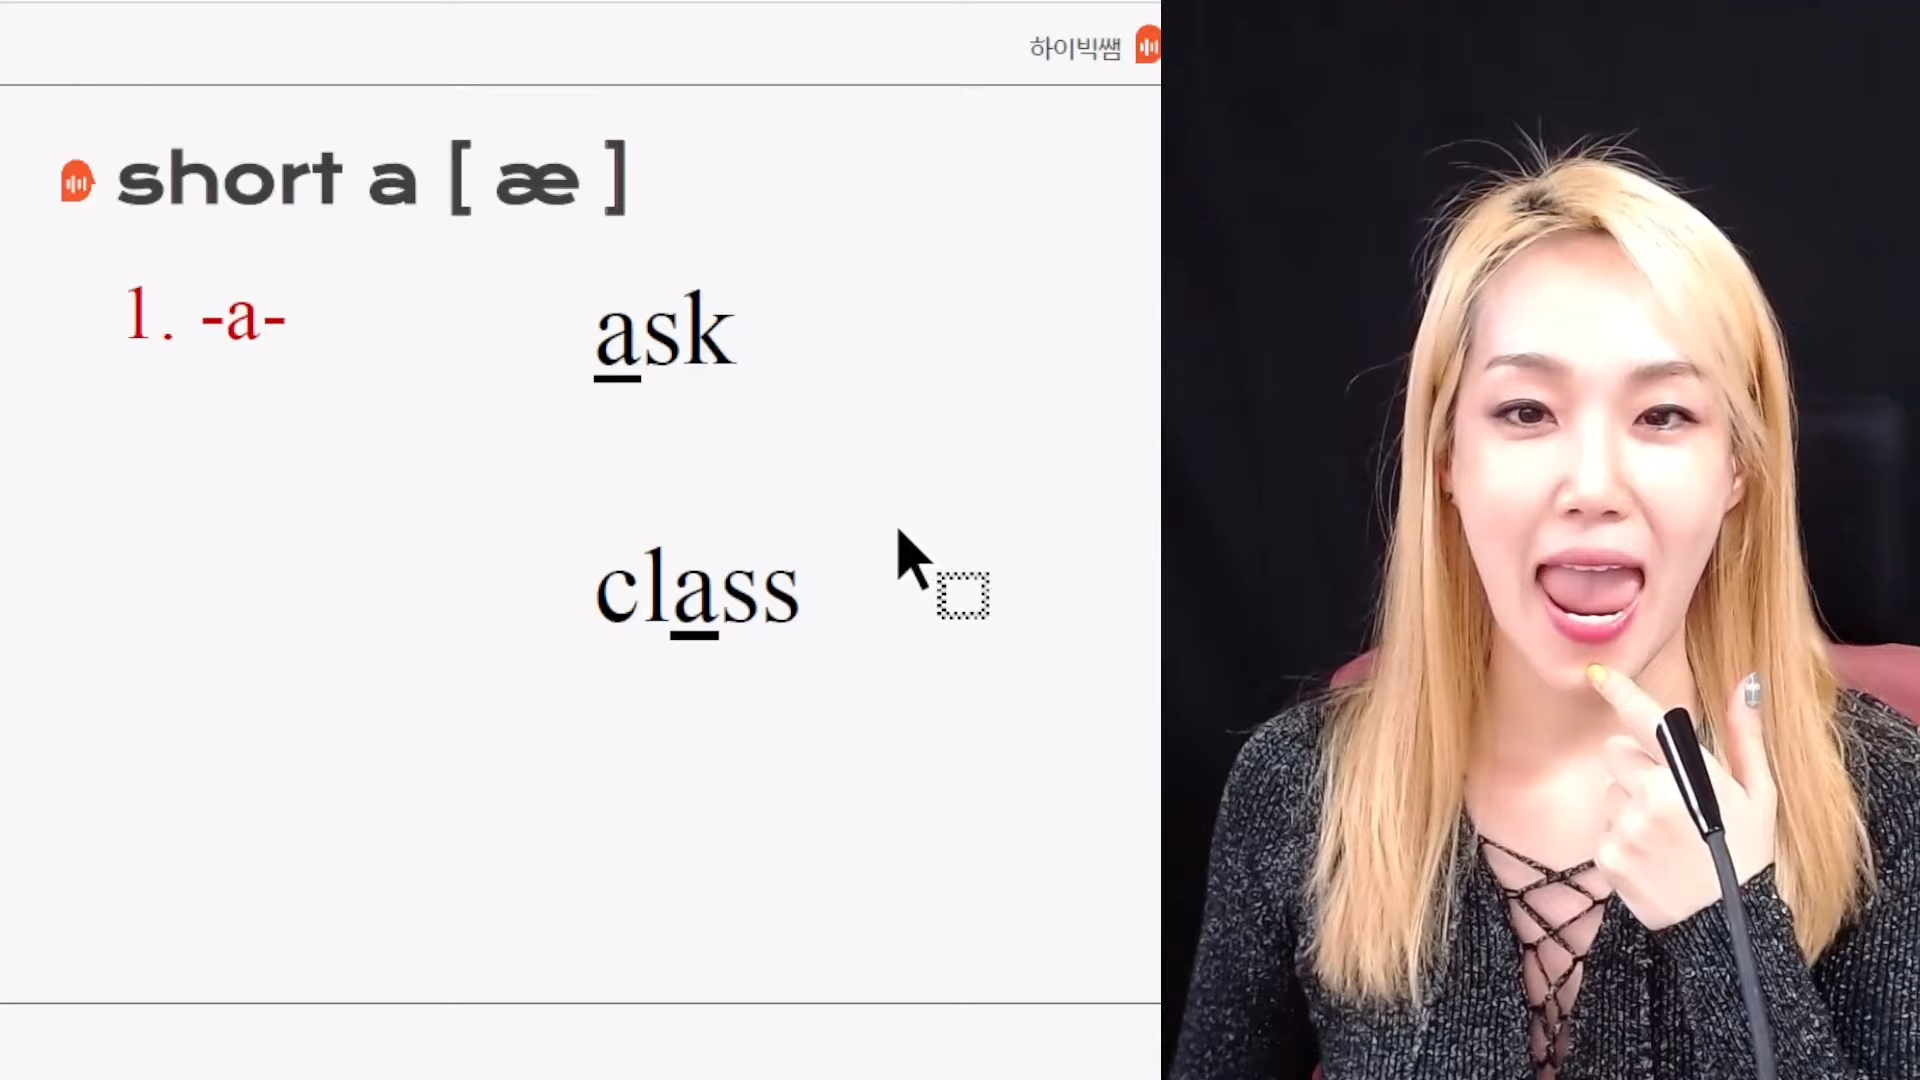 하이빅쌤
short a [ æ ]
1. -a-
ask
class